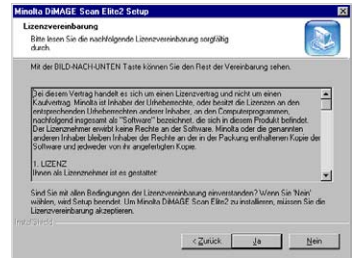 Minolta DiMAGE Scan Elite2 Setup
Lizenzvereinbarung
Bitte lesen Sie die nachfolgende Lizenzvereinbarung sorgfältig
durch.
Mit der BILD-NACH-UNTEN Taste können Sie den Rest der Vereinbarung sehen.
Bei diesem Vertrag handelt es sich um einen Lizenzvertrag und nicht um einen
Kaufvertrag. Minolta ist Inhaber der Urheberrechte, oder besitzt die Lizenzen an den
entsprechenden Urheberrechten anderer Inhaber, an den Computerprogrammen,
nachfolgend insgesamt als "Software" bezeichnet, die sich in diesem Produkt befindet.
Der Lizenznehmer erwirbt keine Rechte an der Software. Minolta oder die genannten
anderen Inhaber bleiben Inhaber der Rechte an der in der Packung enthaltenen Kopie der
Software und jedweder von ihr angefertigten Kopie.
1. LIZENZ
Ihnen als Lizenznehmer ist es gestattet:
Sind Sie mit allen Bedingungen der Lizenzvereinbarung einverstanden? Wenn Sie 'Nein'
wählen, wird Setup beendet. Um Minolta DiMAGE Scan Elite2 zu installieren, müssen Sie die
Lizenzvereinbarung akzeptieren.
InstallShield
< Zurück
Ja
Nein